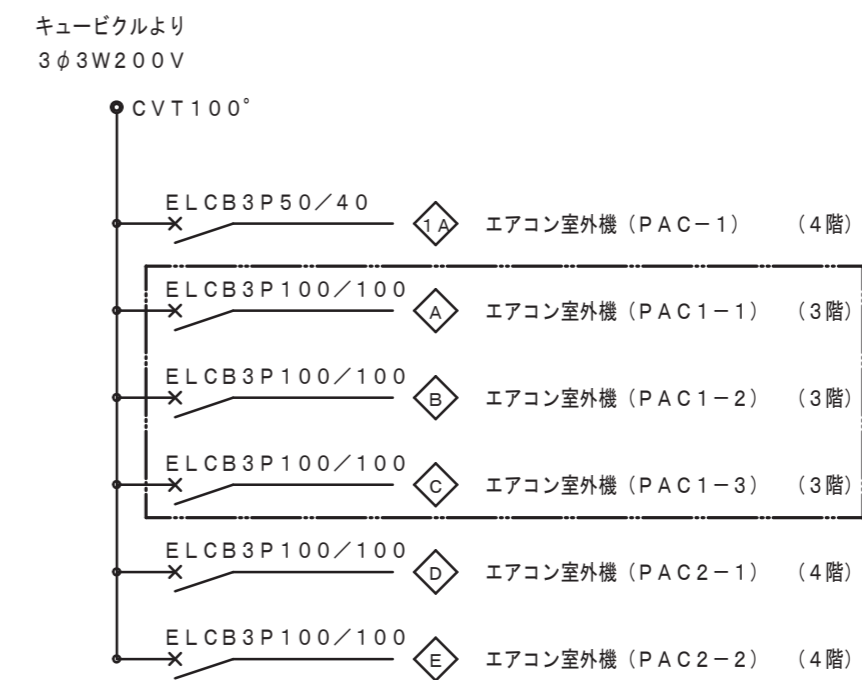 キュービクルより
3φ3W200V
CVT100°
ELCB3P50/40
1A エアコン室外機(PAC-1) (4階)
ELCB3P100/100
A エアコン室外機(PAC1-1) (3階)
ELCB3P100/100
B エアコン室外機(PAC1-2) (3階)
ELCB3P100/100
C エアコン室外機(PAC1-3) (3階)
ELCB3P100/100
D エアコン室外機(PAC2-1) (4階)
ELCB3P100/100
E エアコン室外機(PAC2-2) (4階)